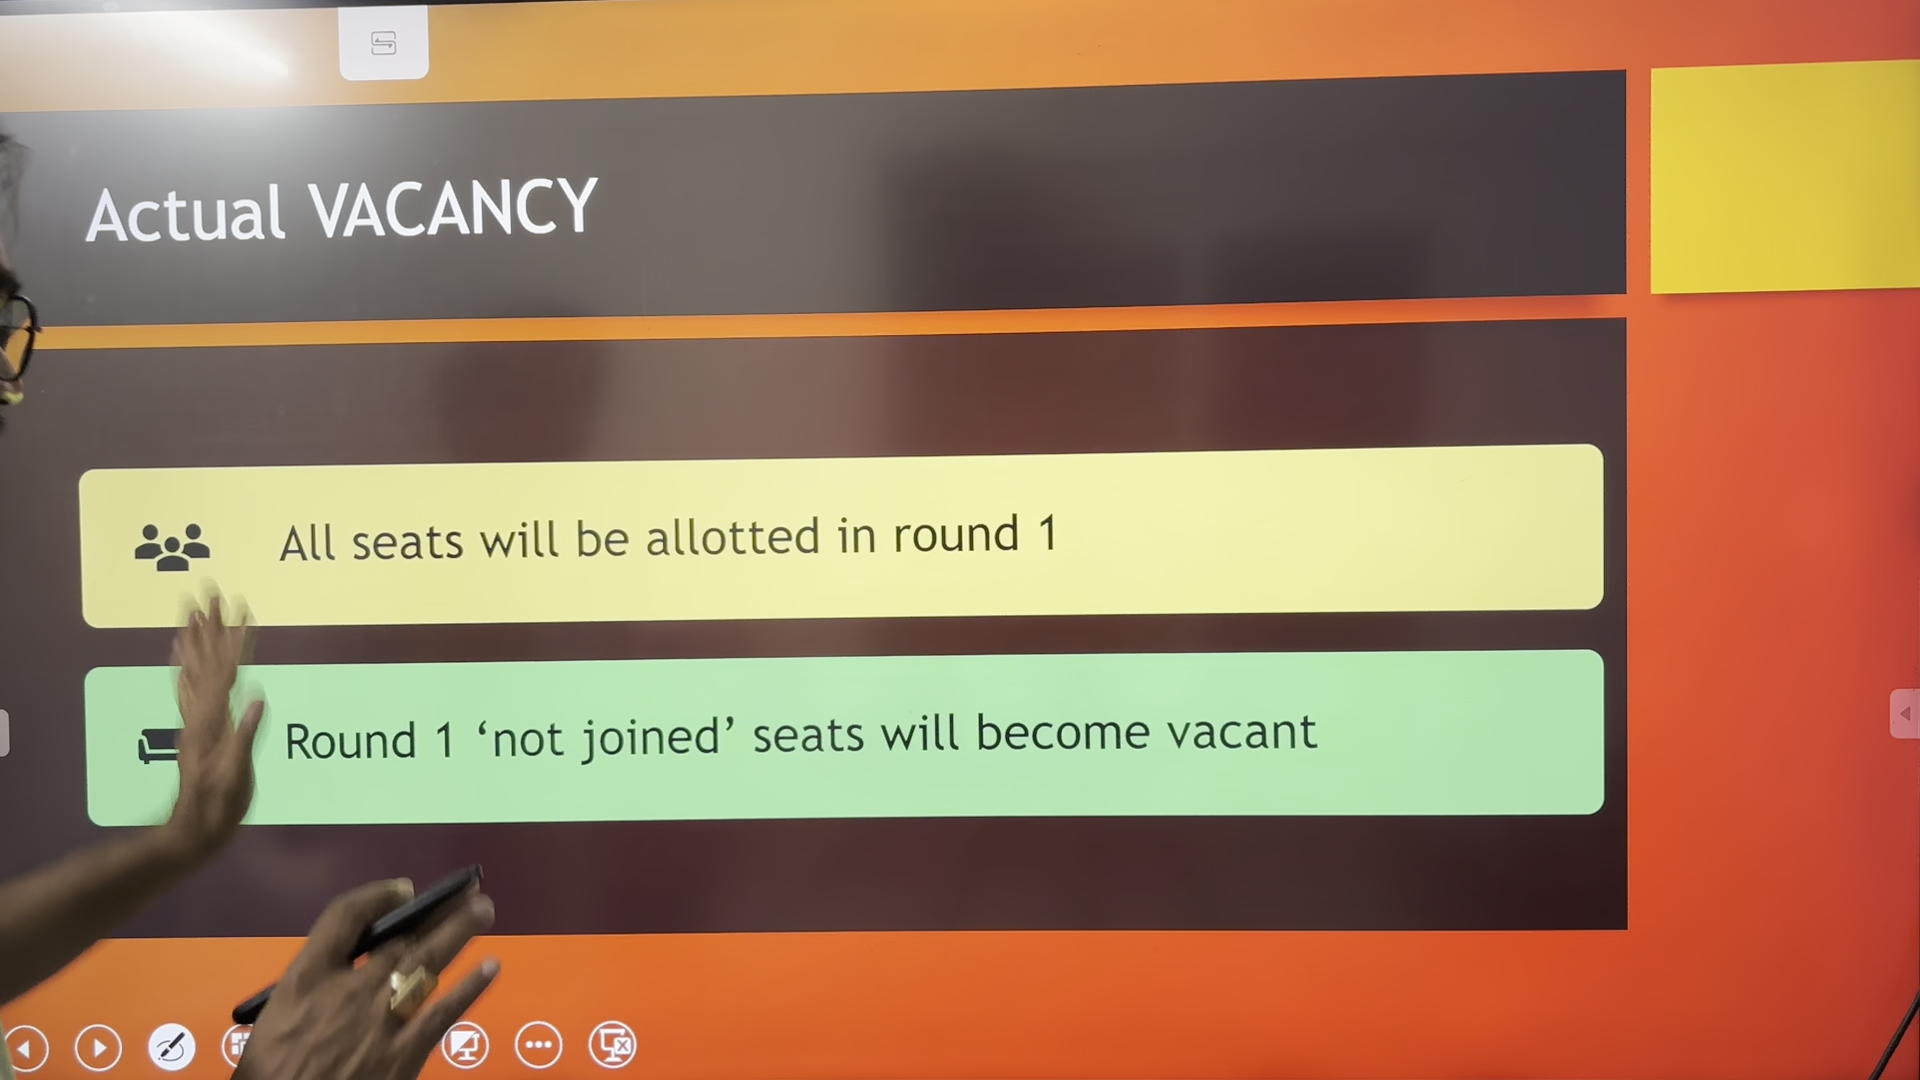 Actual VACANCY
All seats will be allotted in round 1
Round 1 ‘not joined’ seats will become vacant